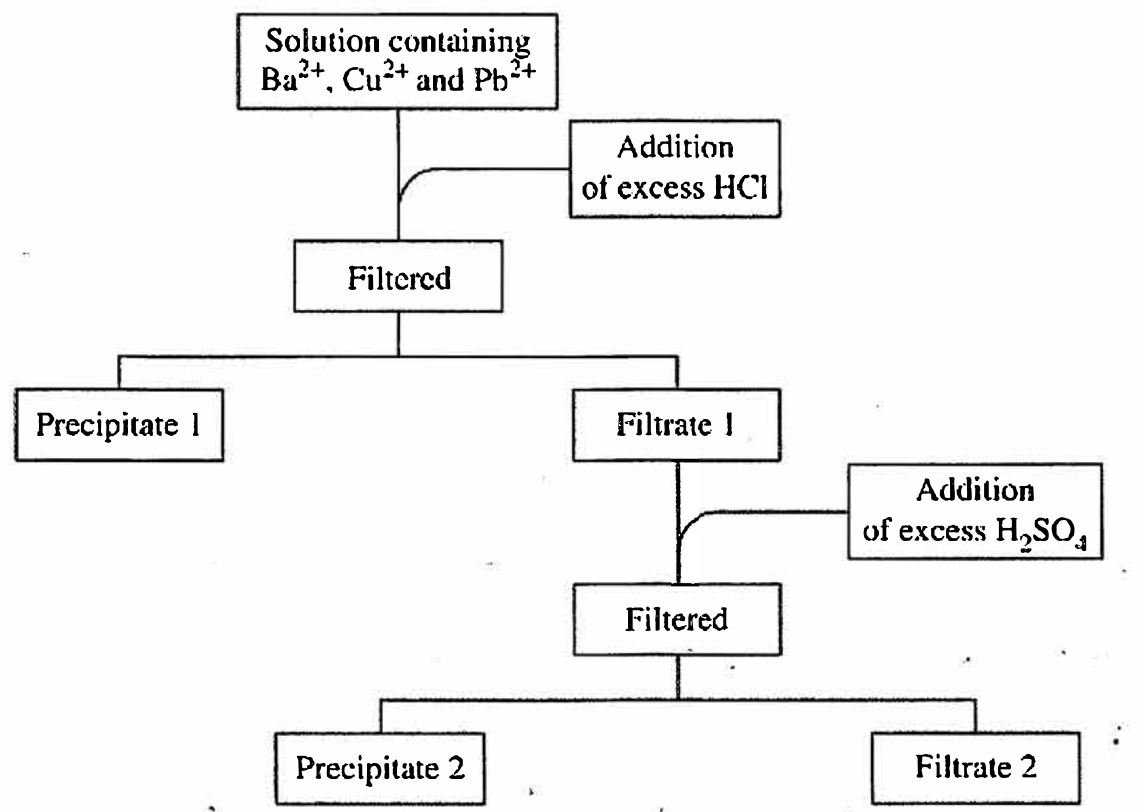 Solution containing
Ba²⁺, Cu²⁺ and Pb²⁺
Addition
of excess HCl
Filtered
Precipitate 1
Filtrate 1
Addition
of excess H₂SO₄
Filtered
Precipitate 2
Filtrate 2